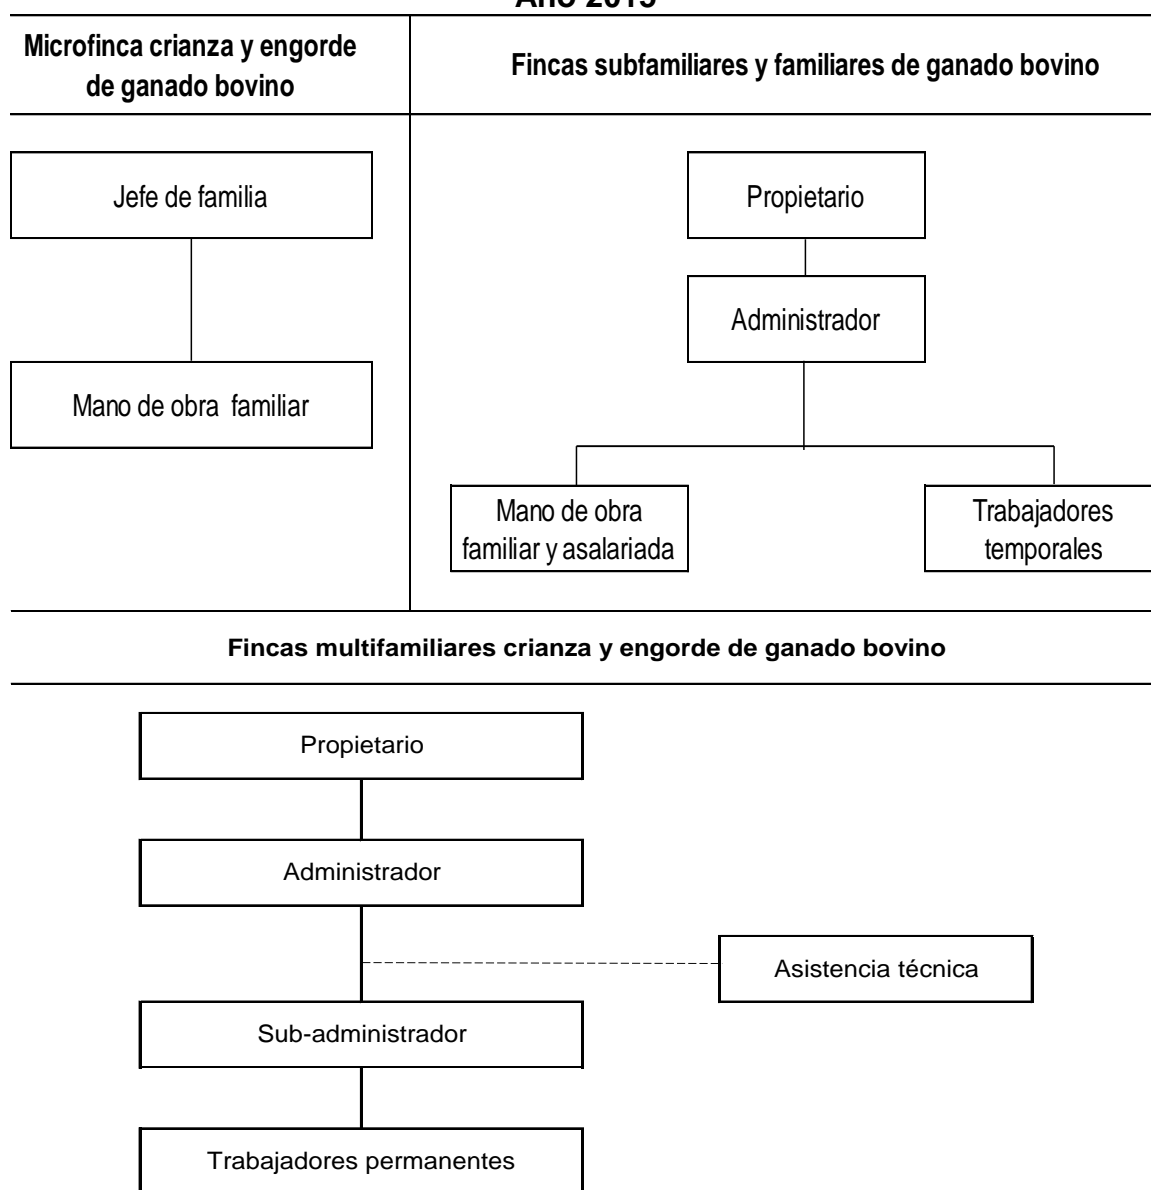 Año
Microfinca crianza y engorde
de ganado bovino
Fincas subfamiliares y familiares de ganado bovino
Jefe de familia
Mano de obra familiar
Propietario
Administrador
Mano de obra
familiar y asalariada
Trabajadores
temporales
Fincas multifamiliares crianza y engorde de ganado bovino
Propietario
Administrador
Asistencia técnica
Sub-administrador
Trabajadores permanentes